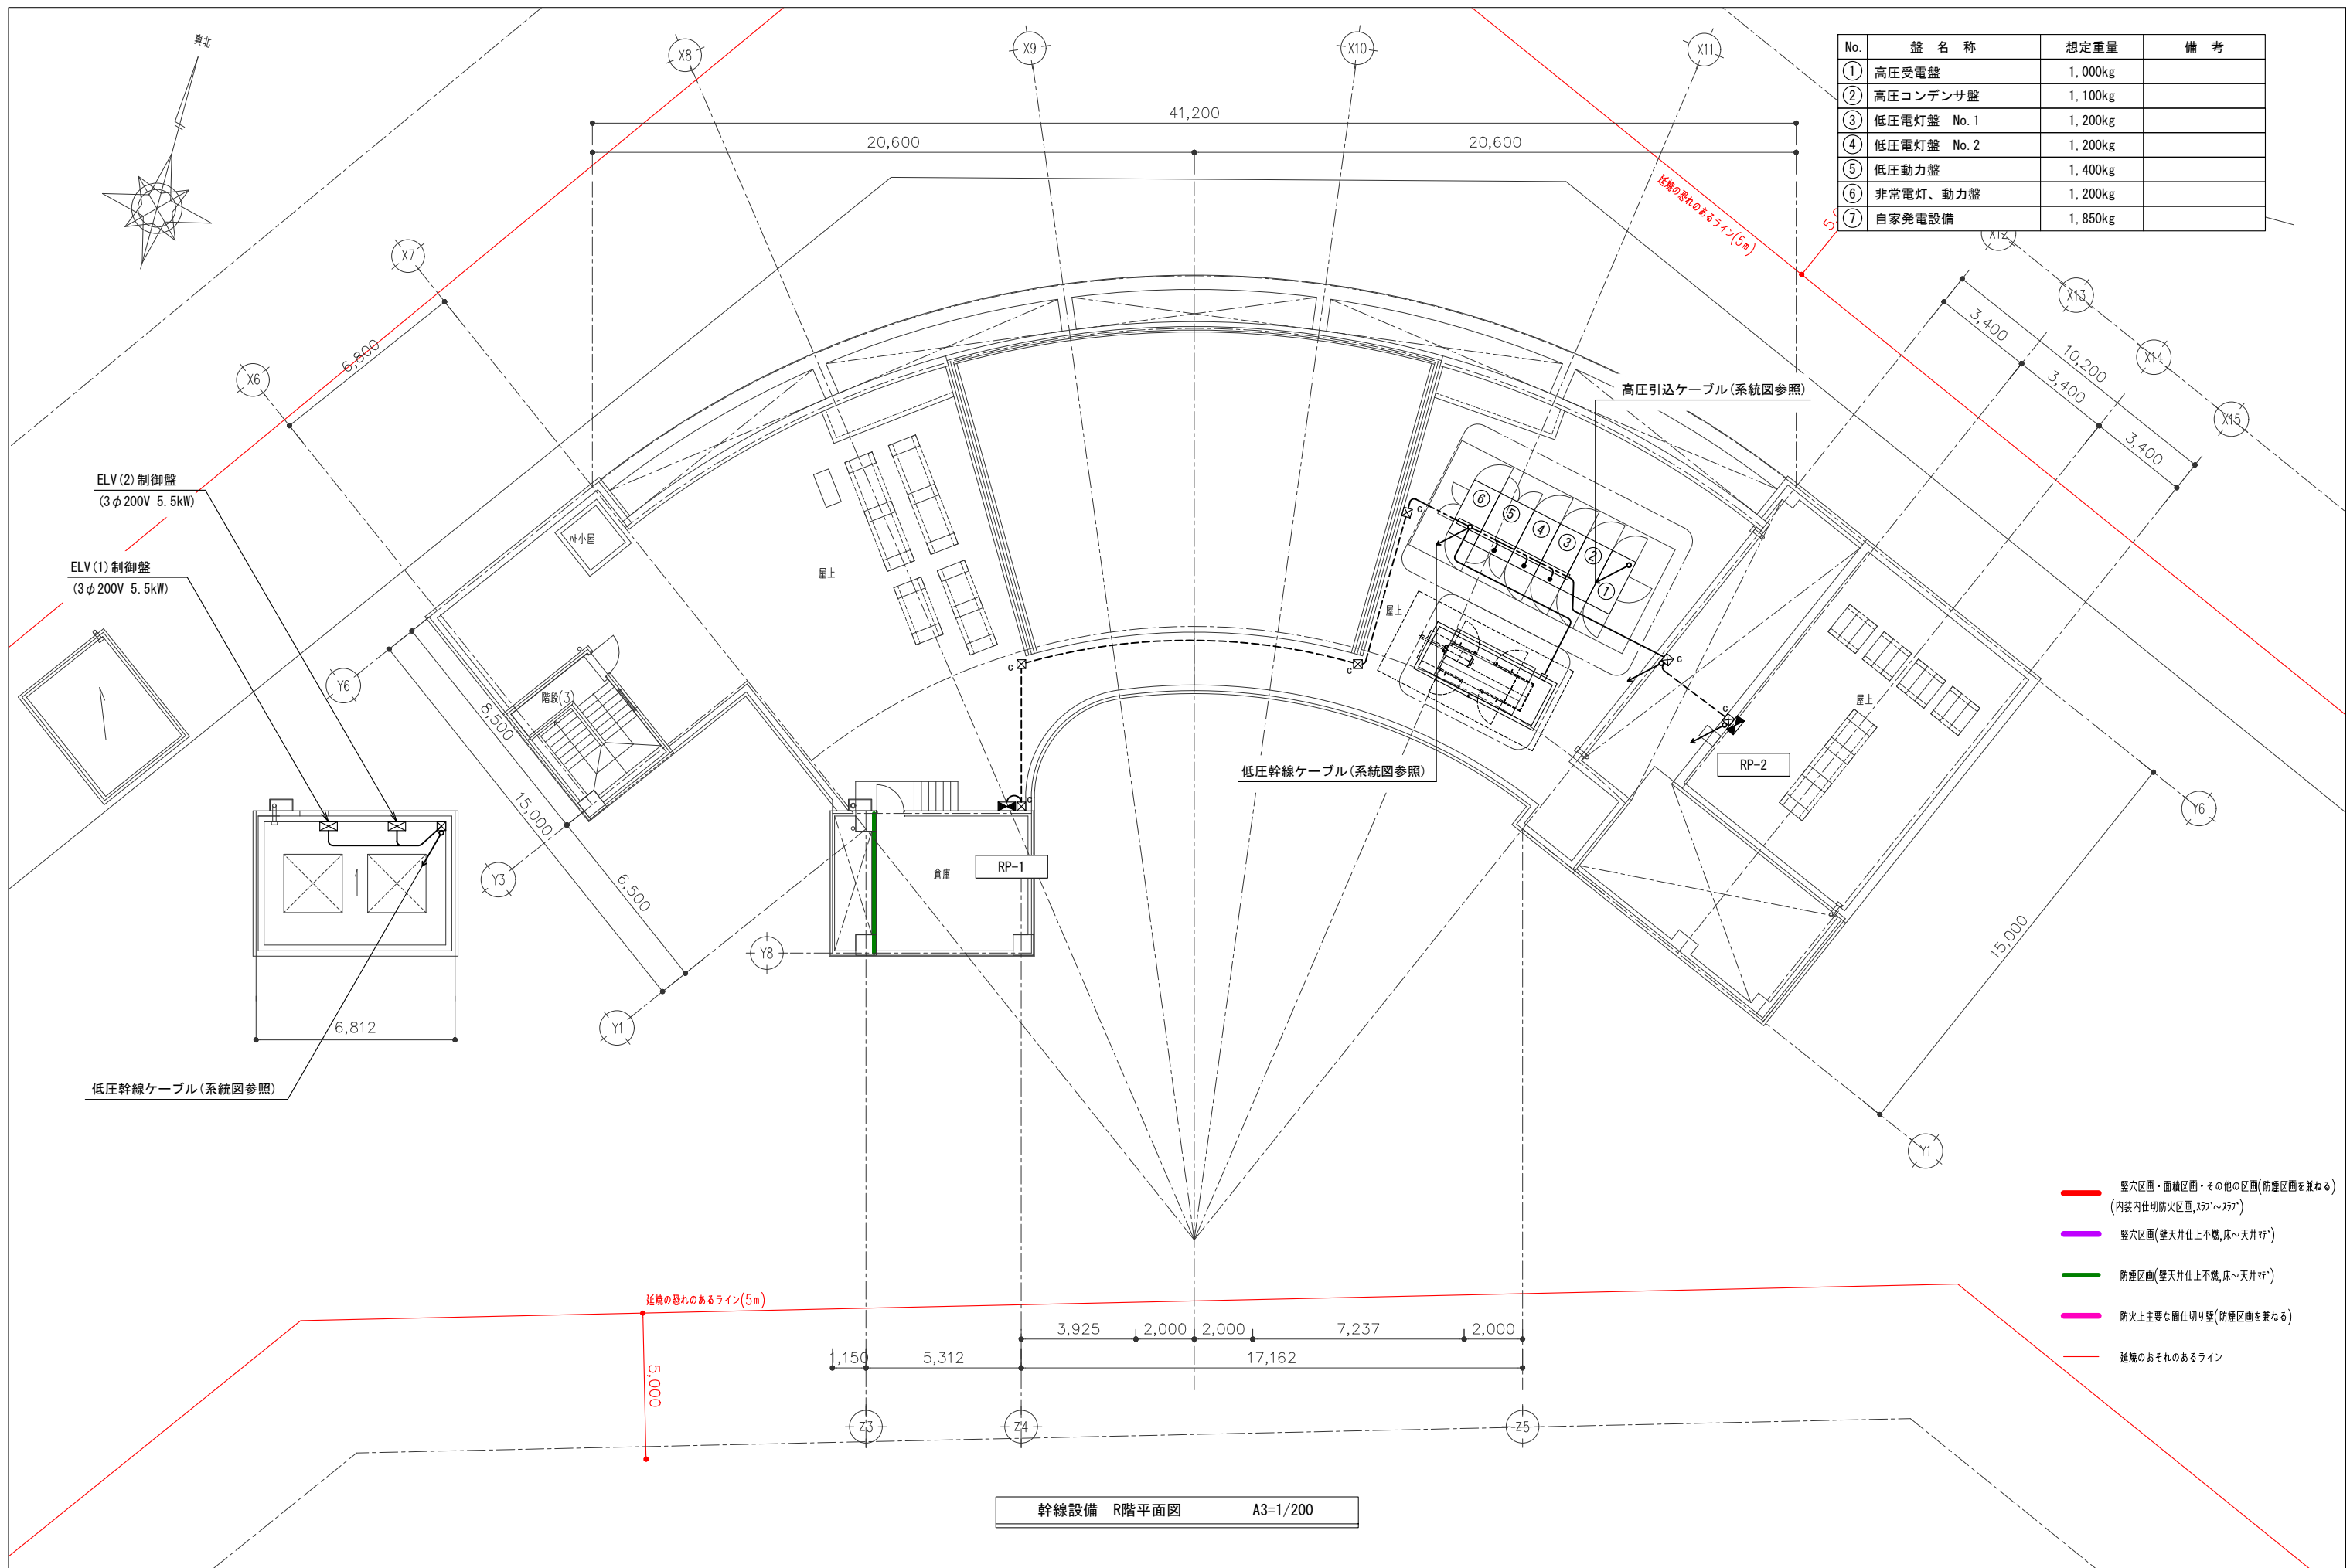 真北
X8
X9
X10
X11
No. 盤 名 称 想定重量 備 考
① 高圧受電盤 1,000kg
② 高圧コンデンサ盤 1,100kg
③ 低圧電灯盤 No.1 1,200kg
④ 低圧電灯盤 No.2 1,200kg
⑤ 低圧動力盤 1,400kg
⑥ 非常電灯、動力盤 1,200kg
⑦ 自家発電設備 1,850kg
41,200
20,600
20,600
延焼の恐れのあるライン(5m)
X12
X13
X14
X15
3,400
10,200
3,400
3,400
X7
X6
6,800
高圧引込ケーブル(系統図参照)
ELV(2)制御盤
(3φ200V 5.5kW)
ELV(1)制御盤
(3φ200V 5.5kW)
ハト小屋
屋上
⑥
⑤
④
③
②
①
C
屋上
C
C
C
C
屋上
階段(3)
Y6
8,500
15,000
RP-2
低圧幹線ケーブル(系統図参照)
C
Y6
Y3
6,500
倉庫
RP-1
Y8
15,000
Y1
6,812
低圧幹線ケーブル(系統図参照)
Y1
竪穴区画・面積区画・その他の区画(防煙区画を兼ねる)
(内装内仕切防火区画,スラブ~スラブ)
竪穴区画(壁天井仕上不燃,床~天井マデ)
防煙区画(壁天井仕上不燃,床~天井マデ)
防火上主要な間仕切り壁(防煙区画を兼ねる)
延焼のおそれのあるライン
延焼の恐れのあるライン(5m)
5,000
3,925
2,000
2,000
7,237
2,000
1,150
5,312
17,162
Z3
Z4
Z5
幹線設備 R階平面図 A3=1/200